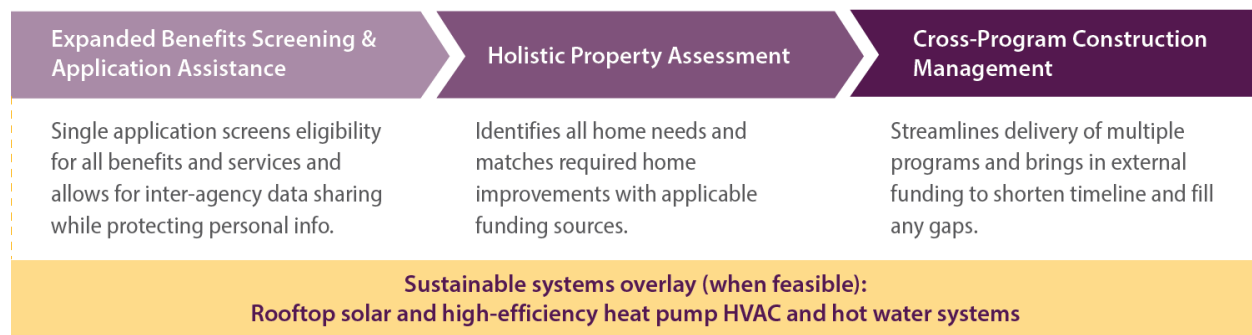 Expanded Benefits Screening &
Application Assistance
Holistic Property Assessment
Cross-Program Construction
Management
Single application screens eligibility
for all benefits and services and
allows for inter-agency data sharing
while protecting personal info.
Identifies all home needs and
matches required home
improvements with applicable
funding sources.
Streamlines delivery of multiple
programs and brings in external
funding to shorten timeline and fill
any gaps.
Sustainable systems overlay (when feasible):
Rooftop solar and high-efficiency heat pump HVAC and hot water systems